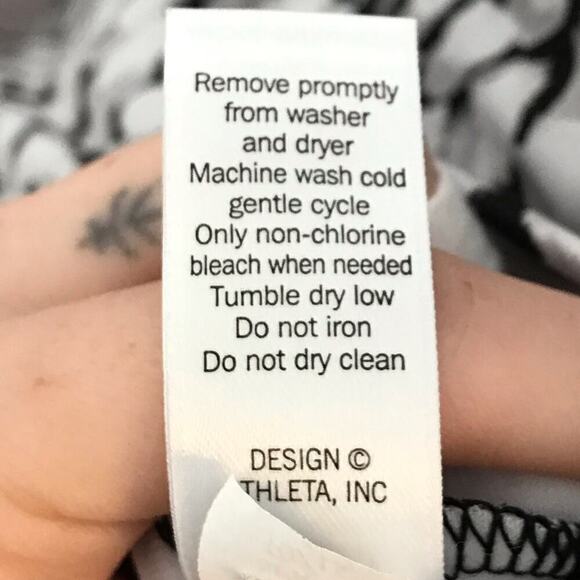 Remove promptly
from washer
and dryer
Machine wash cold
gentle cycle
Only non-chlorine
bleach when needed
Tumble dry low
Do not iron
Do not dry clean
DESIGN ©
THLETA, INC